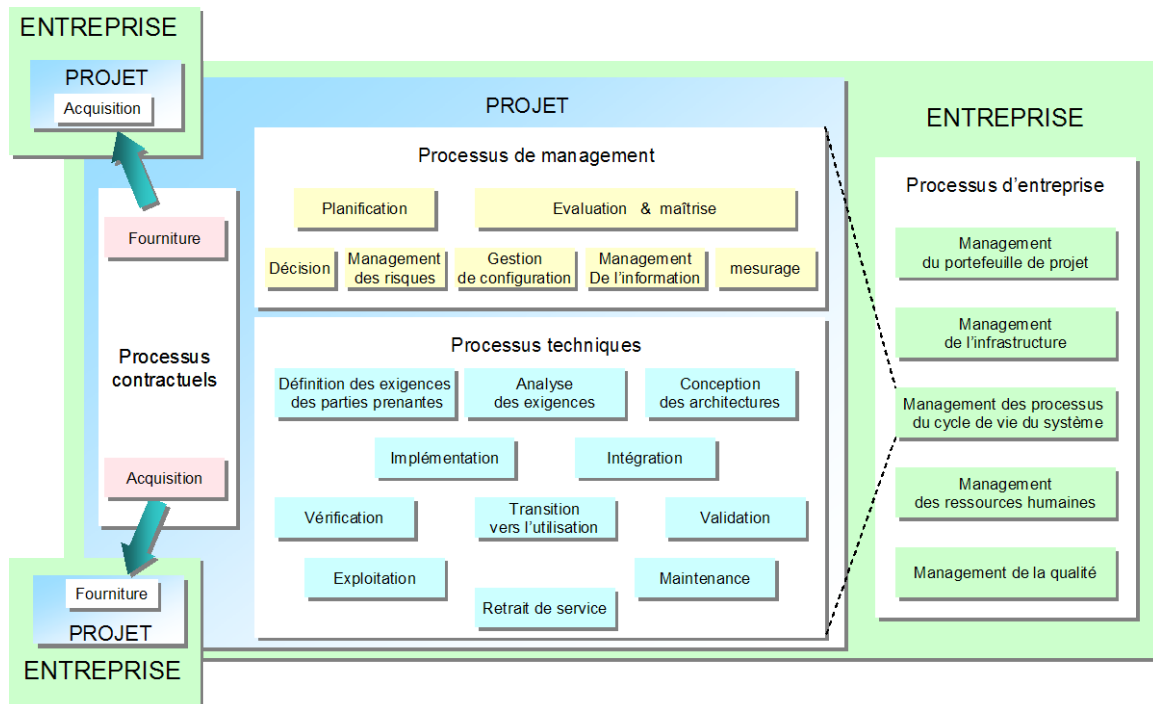 ENTREPRISE
PROJET
Acquisition
PROJET
ENTREPRISE
Processus de management
Planification
Evaluation & maîtrise
Décision
Management
des risques
Gestion
de configuration
Management
De l'information
mesurage
Processus d'entreprise
Management
du portefeuille de projet
Management
de l'infrastructure
Management des processus
du cycle de vie du système
Management
des ressources humaines
Management de la qualité
Fourniture
Processus
contractuels
Acquisition
Processus techniques
Définition des exigences
des parties prenantes
Analyse
des exigences
Conception
des architectures
Implémentation
Intégration
Vérification
Transition
vers l'utilisation
Validation
Exploitation
Maintenance
Retrait de service
Fourniture
PROJET
ENTREPRISE